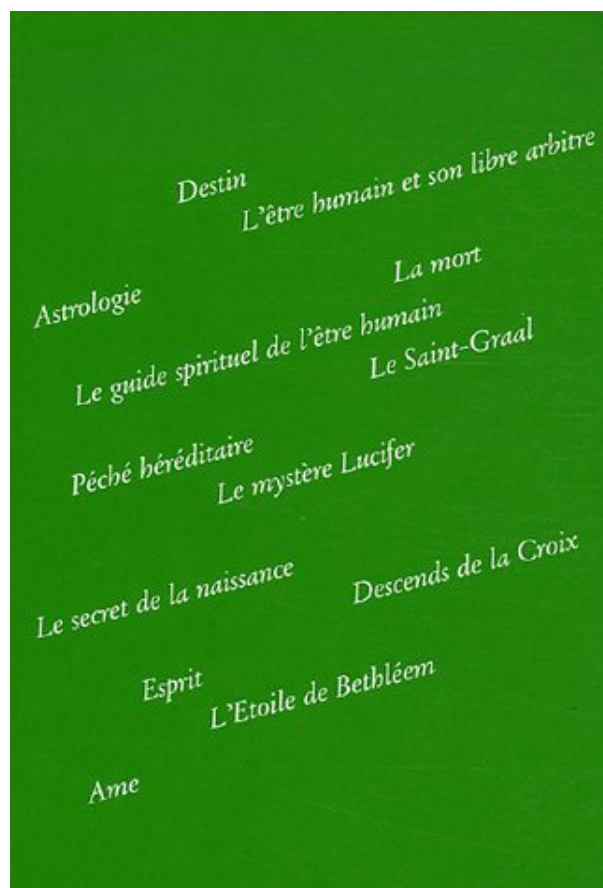 Destin
L'être humain et son libre arbitre
La mort
Astrologie
Le guide spirituel de l'être humain
Le Saint-Graal
Péché héréditaire
Le mystère Lucifer
Descends de la Croix
Le secret de la naissance
Esprit
L'Etoile de Bethléem
Ame